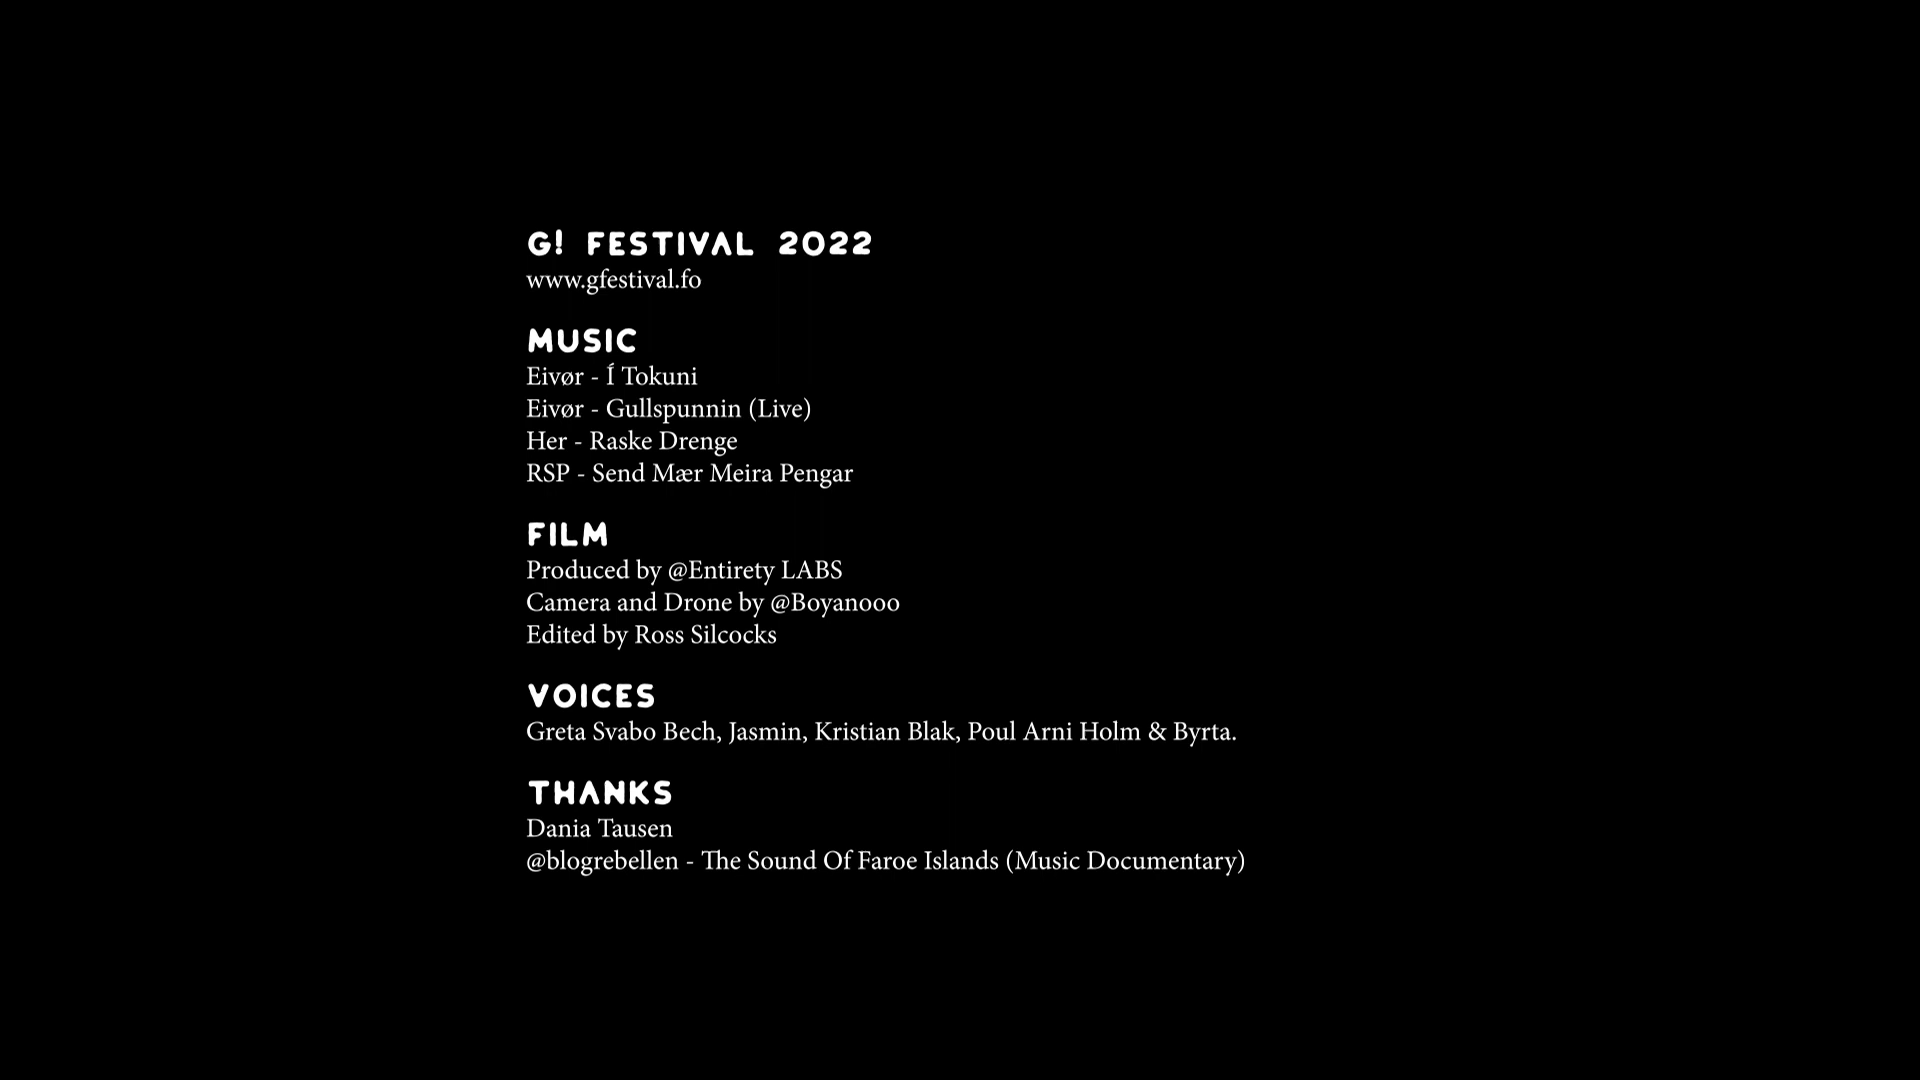 G! FESTIVAL 2022
www.gfestival.fo
MUSIC
Eivør - Í Tokuni
Eivør - Gullspunnin (Live)
Her - Raske Drenge
RSP - Send Mær Meira Pengar
FILM
Produced by @Entirety LABS
Camera and Drone by @Boyanooo
Edited by Ross Silcocks
VOICES
Greta Svabo Bech, Jasmin, Kristian Blak, Poul Arni Holm & Byrta.
THANKS
Dania Tausen
@blogrebellen - The Sound Of Faroe Islands (Music Documentary)